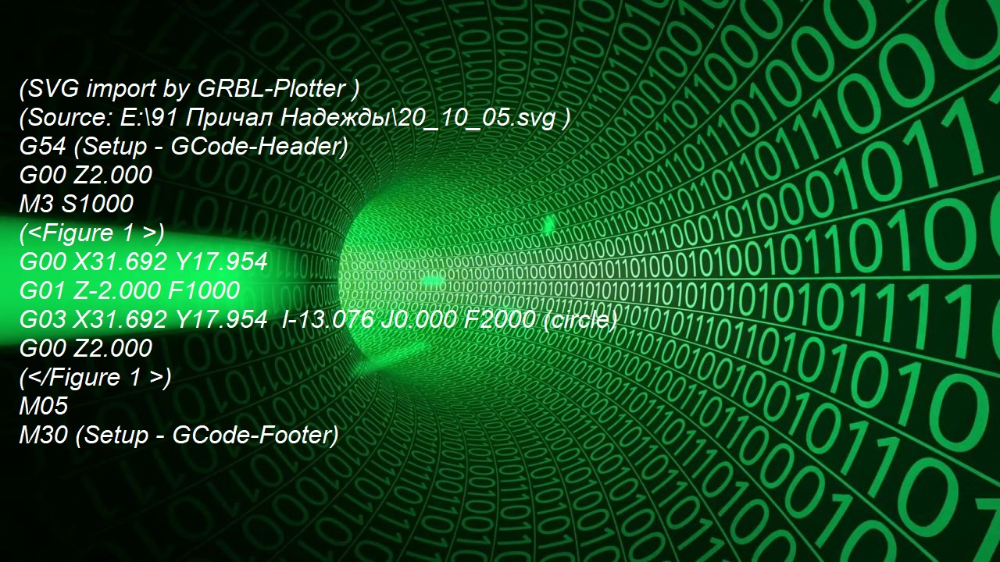 (SVG import by GRBL-Plotter )
(Source: E:\91 Причал Надежды\20_10_05.svg )
G54 (Setup - GCode-Header)
G00 Z2.000
M3 S1000
(<Figure 1 >)
G00 X31.692 Y17.954
G01 Z-2.000 F1000
G03 X31.692 Y17.954  I-13.076 J0.000 F2000 (circle)
G00 Z2.000
(</Figure 1 >)
M05
M30 (Setup - GCode-Footer)